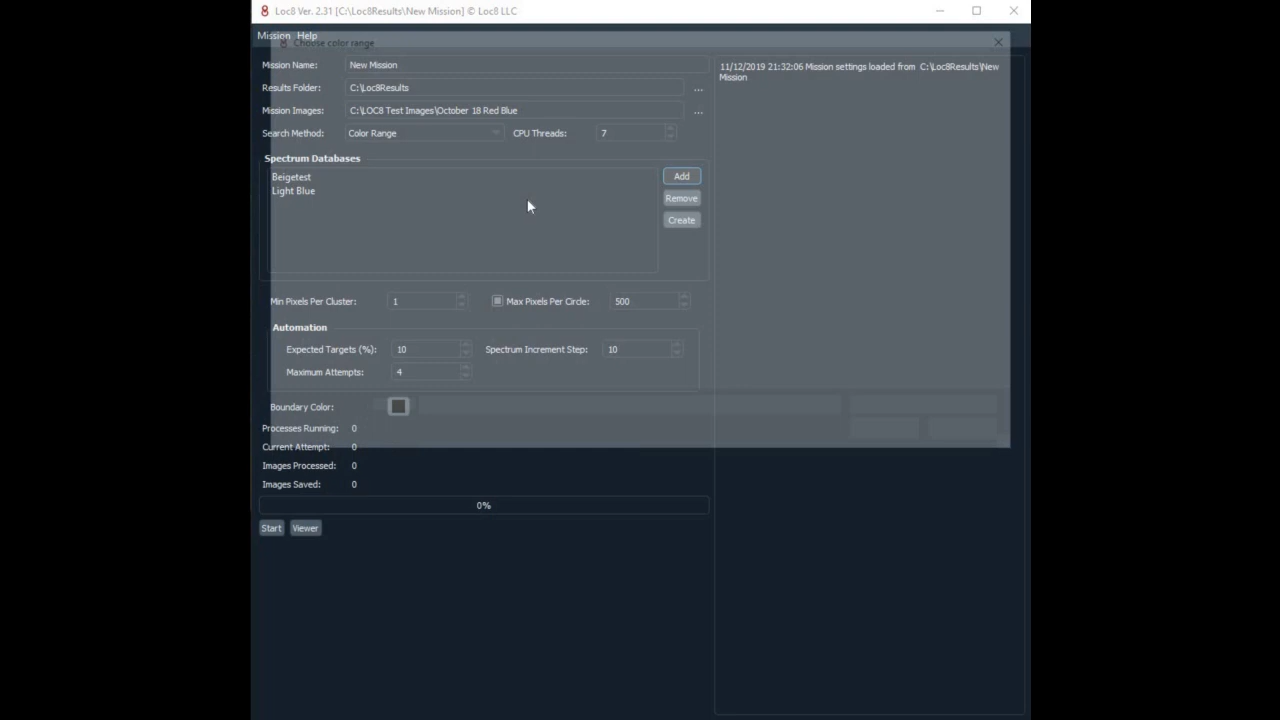 Loc8 Ver. 2.31 [C:\Loc8Results\New Mission] © Loc8 LLC
Mission Help
Choose color range
Mission Name: New Mission
Results Folder: C:\Loc8Results ...
Mission Images: C:\LOC8 Test Images\October 18 Red Blue ...
Search Method: Color Range CPU Threads: 7
Spectrum Databases
Beigetest
Light Blue
Add
Remove
Create
Min Pixels Per Cluster: 1 Max Pixels Per Circle: 500
Automation
Expected Targets (%): 10 Spectrum Increment Step: 10
Maximum Attempts: 4
Boundary Color:
Processes Running: 0
Current Attempt: 0
Images Processed: 0
Images Saved: 0
0%
Start Viewer
11/12/2019 21:32:06 Mission settings loaded from C:\Loc8Results\New
Mission